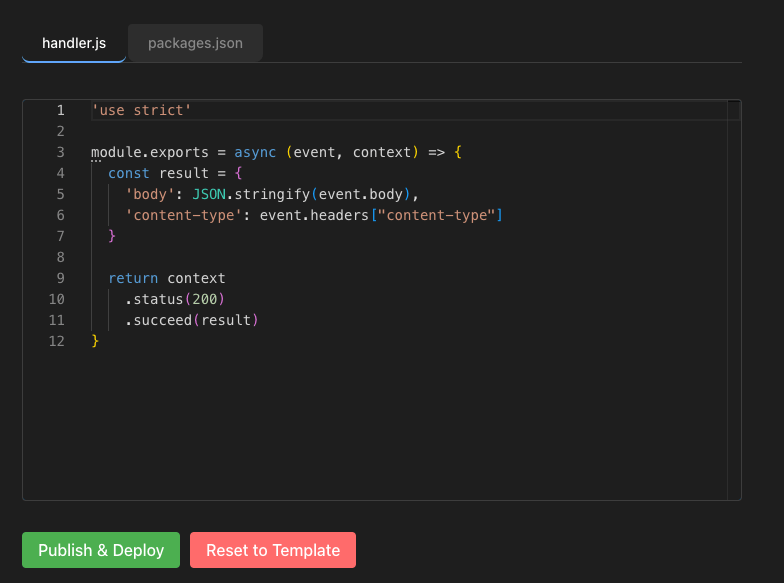 handler.js packages.json
1 'use strict'
2
3 module.exports = async (event, context) => {
4   const result = {
5     'body': JSON.stringify(event.body),
6     'content-type': event.headers["content-type"]
7   }
8
9   return context
10     .status(200)
11     .succeed(result)
12 }
Publish & Deploy Reset to Template